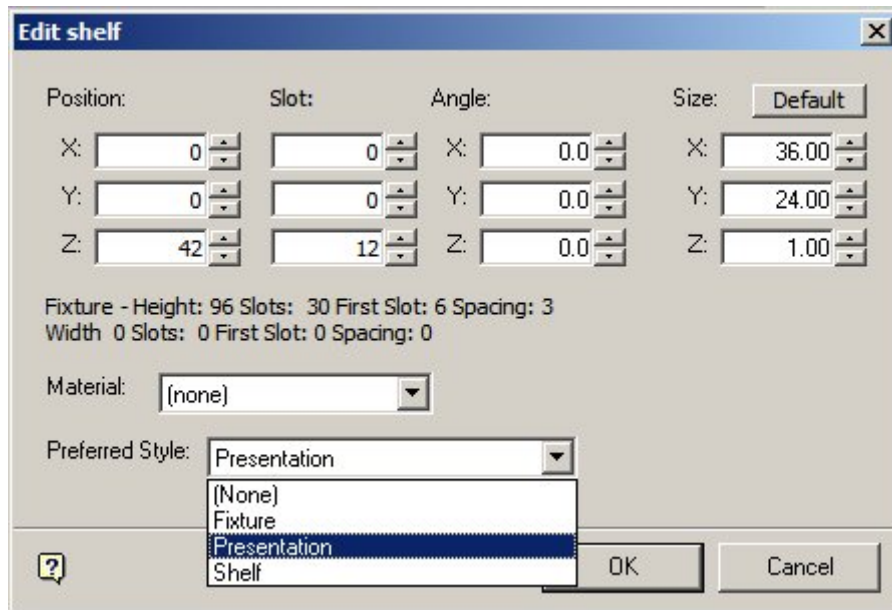 Edit shelf
Position: Slot: Angle: Size: Default
X: 0 0 X: 0.0 X: 36.00
Y: 0 0 Y: 0.0 Y: 24.00
Z: 42 12 Z: 0.0 Z: 1.00
Fixture - Height: 96 Slots: 30 First Slot: 6 Spacing: 3
Width 0 Slots: 0 First Slot: 0 Spacing: 0
Material: (none)
Preferred Style: Presentation
(None)
Fixture
Presentation
Shelf
? OK Cancel